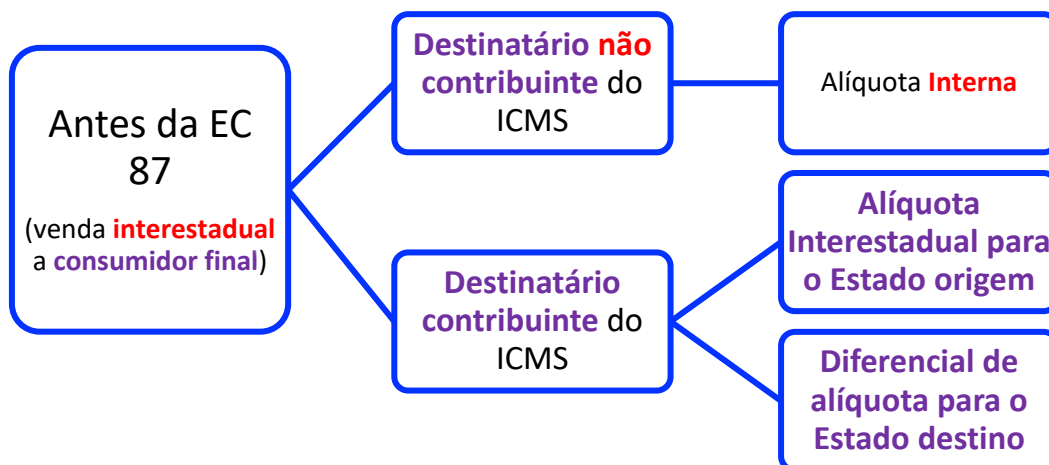 Antes da EC
87
(venda interestadual
a consumidor final)
Destinatário não
contribuinte do
ICMS
Alíquota Interna
Destinatário
contribuinte do
ICMS
Alíquota
Interestadual para
o Estado origem
Diferencial de
alíquota para o
Estado destino